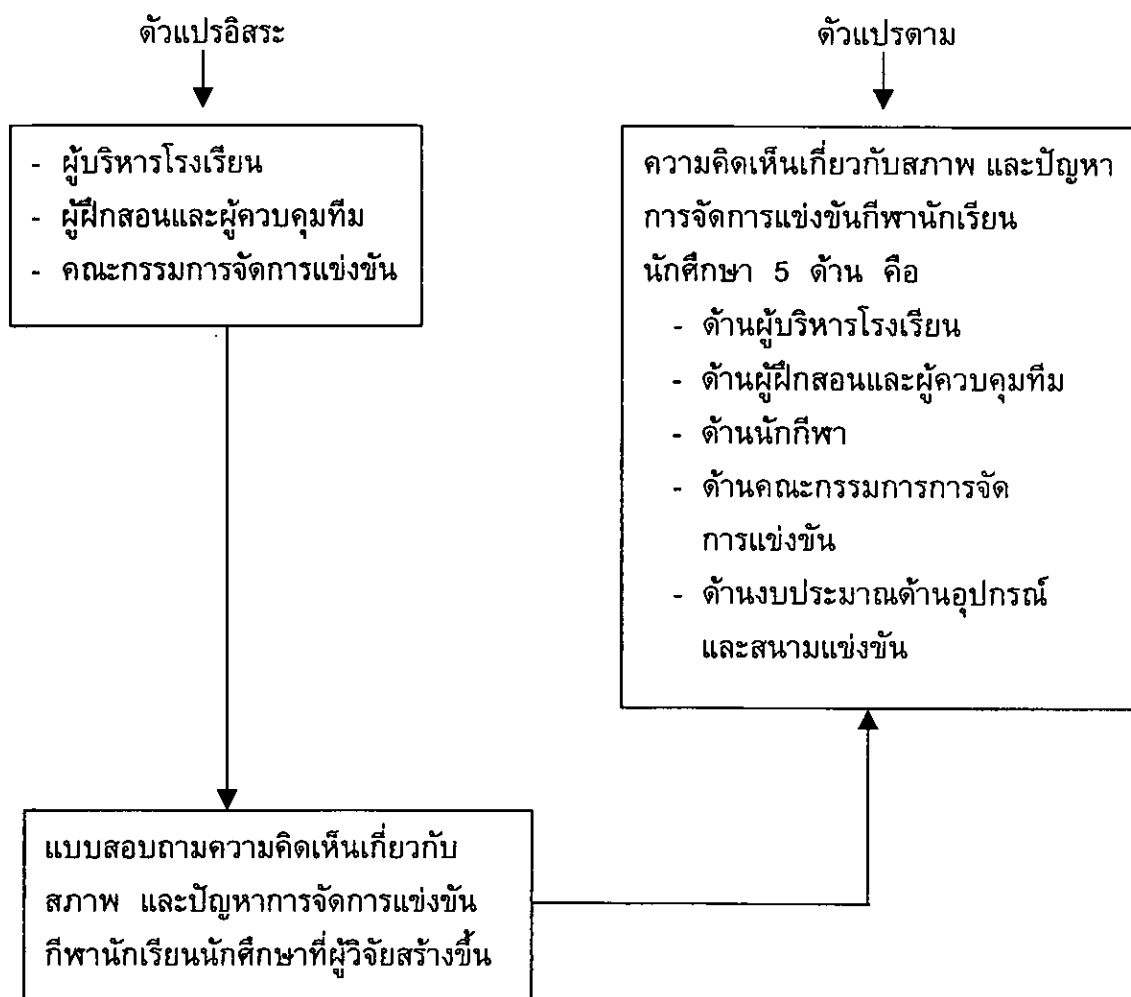 ตัวแปรอิสระ
- ผู้บริหารโรงเรียน
- ผู้ฝึกสอนและผู้ควบคุมทีม
- คณะกรรมการจัดการแข่งขัน
ตัวแปรตาม
ความคิดเห็นเกี่ยวกับสภาพ และปัญหา
การจัดการแข่งขันกีฬานักเรียน
นักศึกษา 5 ด้าน คือ
- ด้านผู้บริหารโรงเรียน
- ด้านผู้ฝึกสอนและผู้ควบคุมทีม
- ด้านนักกีฬา
- ด้านคณะกรรมการการจัด
การแข่งขัน
- ด้านงบประมาณด้านอุปกรณ์
และสนามแข่งขัน
แบบสอบถามความคิดเห็นเกี่ยวกับ
สภาพ และปัญหาการจัดการแข่งขัน
กีฬานักเรียนนักศึกษาที่ผู้วิจัยสร้างขึ้น